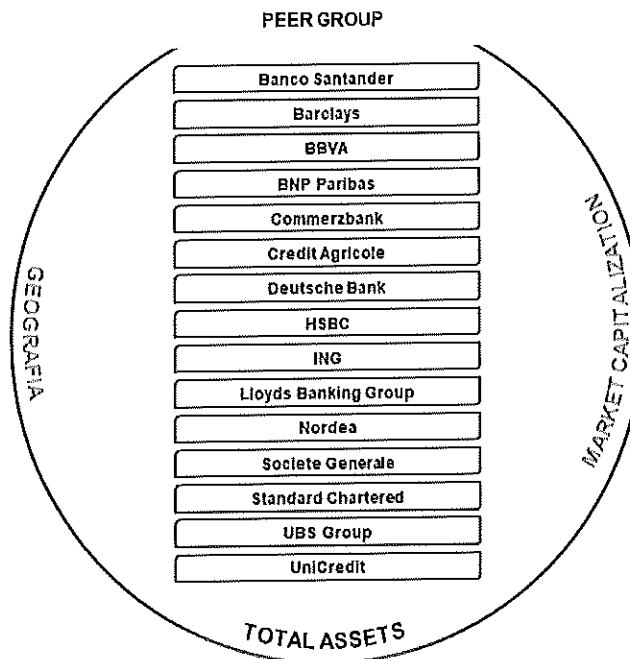 PEER GROUP
Banco Santander
Barclays
BBVA
BNP Paribas
Commerzbank
Credit Agricole
Deutsche Bank
HSBC
ING
Lloyds Banking Group
Nordea
Societe Generale
Standard Chartered
UBS Group
UniCredit
GEOGRAFIA
MARKET CAPITALIZATION
TOTAL ASSETS